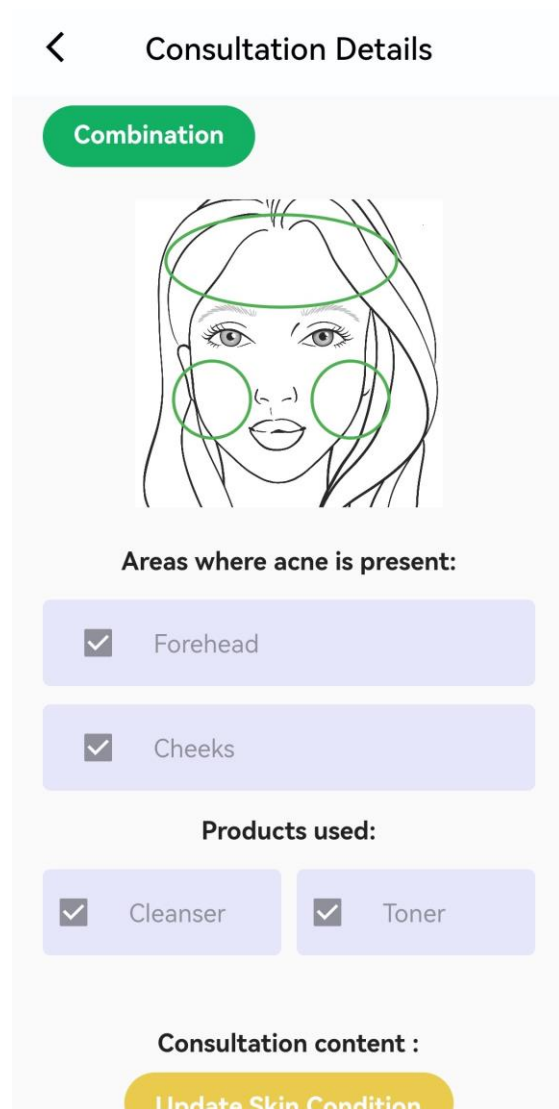 Consultation Details
Combination
Areas where acne is present:
Forehead
Cheeks
Products used:
Cleanser Toner
Consultation content :
Update Skin Condition